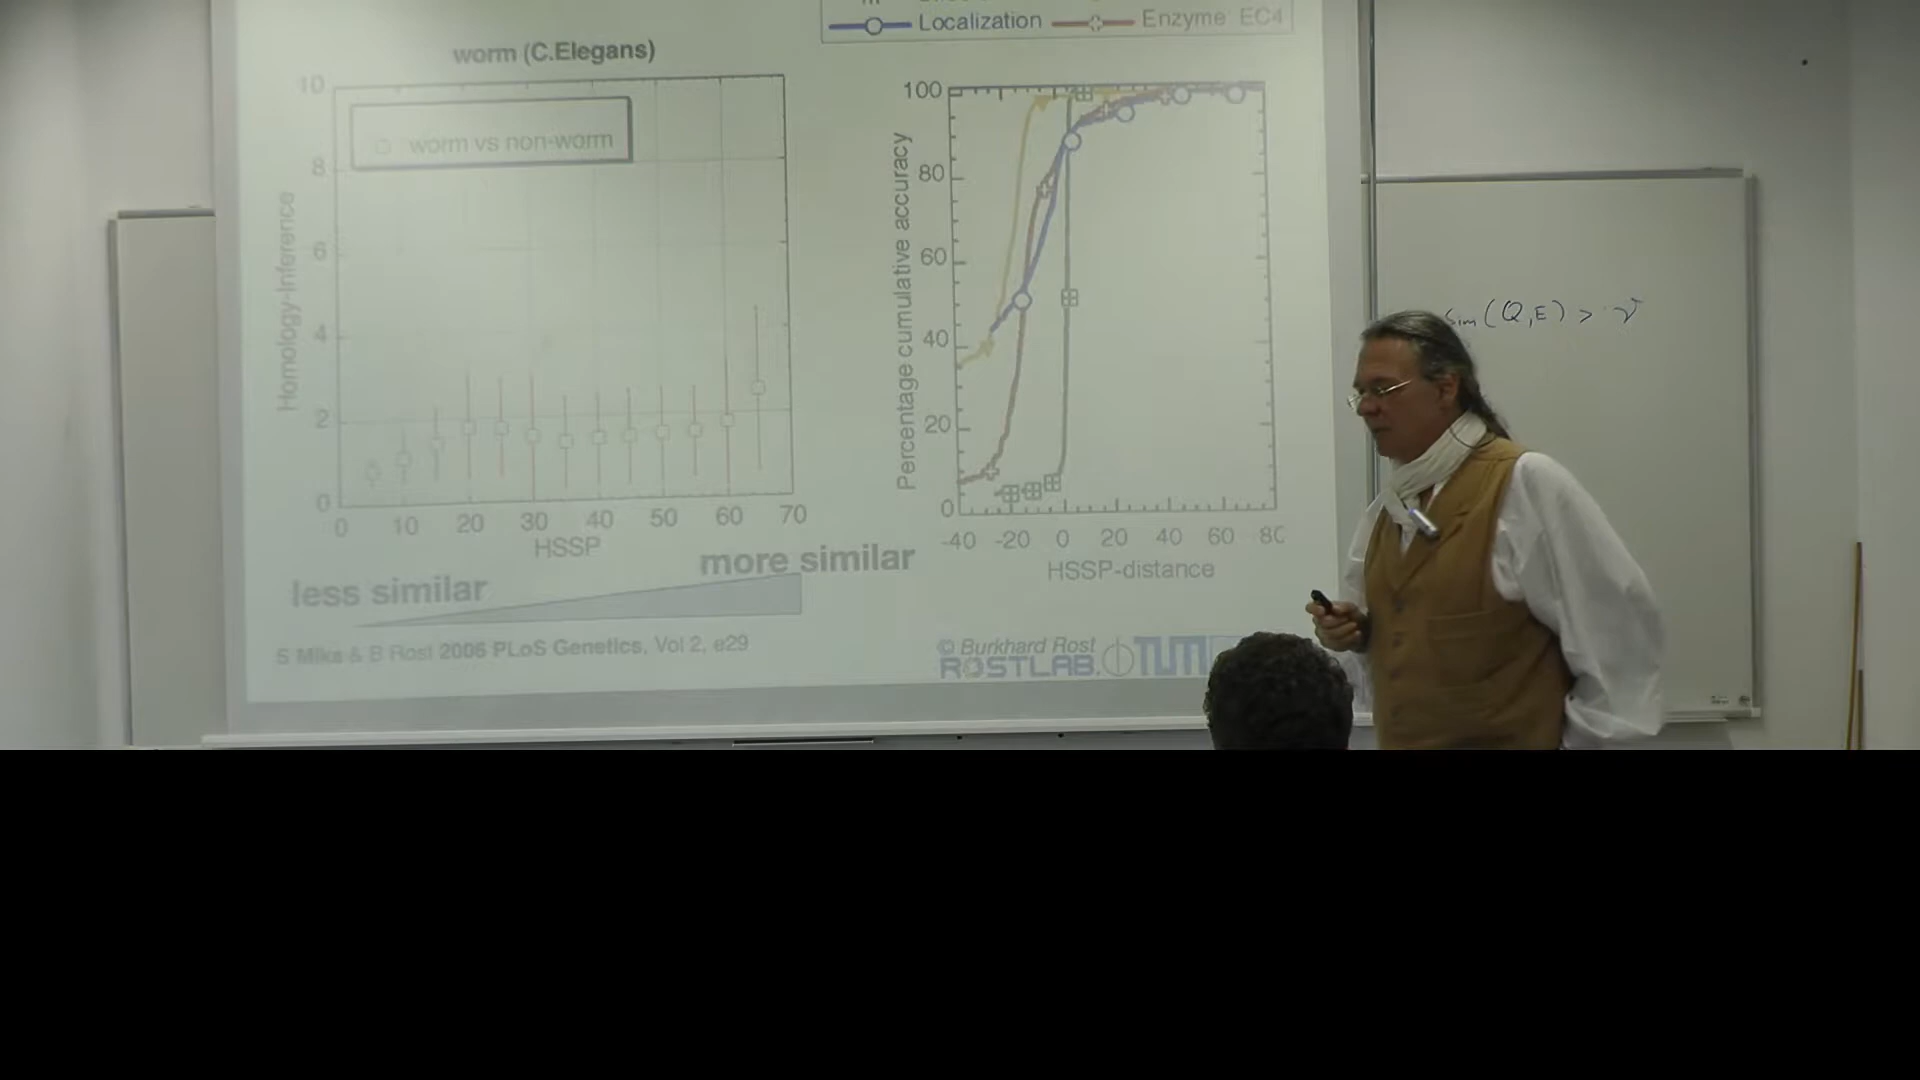 Localization Enzyme EC4
worm (C.Elegans)
10
8
6
4
2
0
worm vs non-worm
Homology-Inference
0 10 20 30 40 50 60 70
HSSP
less similar
more similar
S Mika & B Rost 2006 PLoS Genetics, Vol 2, e29
100
80
60
40
20
0
Percentage cumulative accuracy
-40 -20 0 20 40 60 80
HSSP-distance
© Burkhard Rost
ROSTLAB. TUM
Sim (Q,E) >